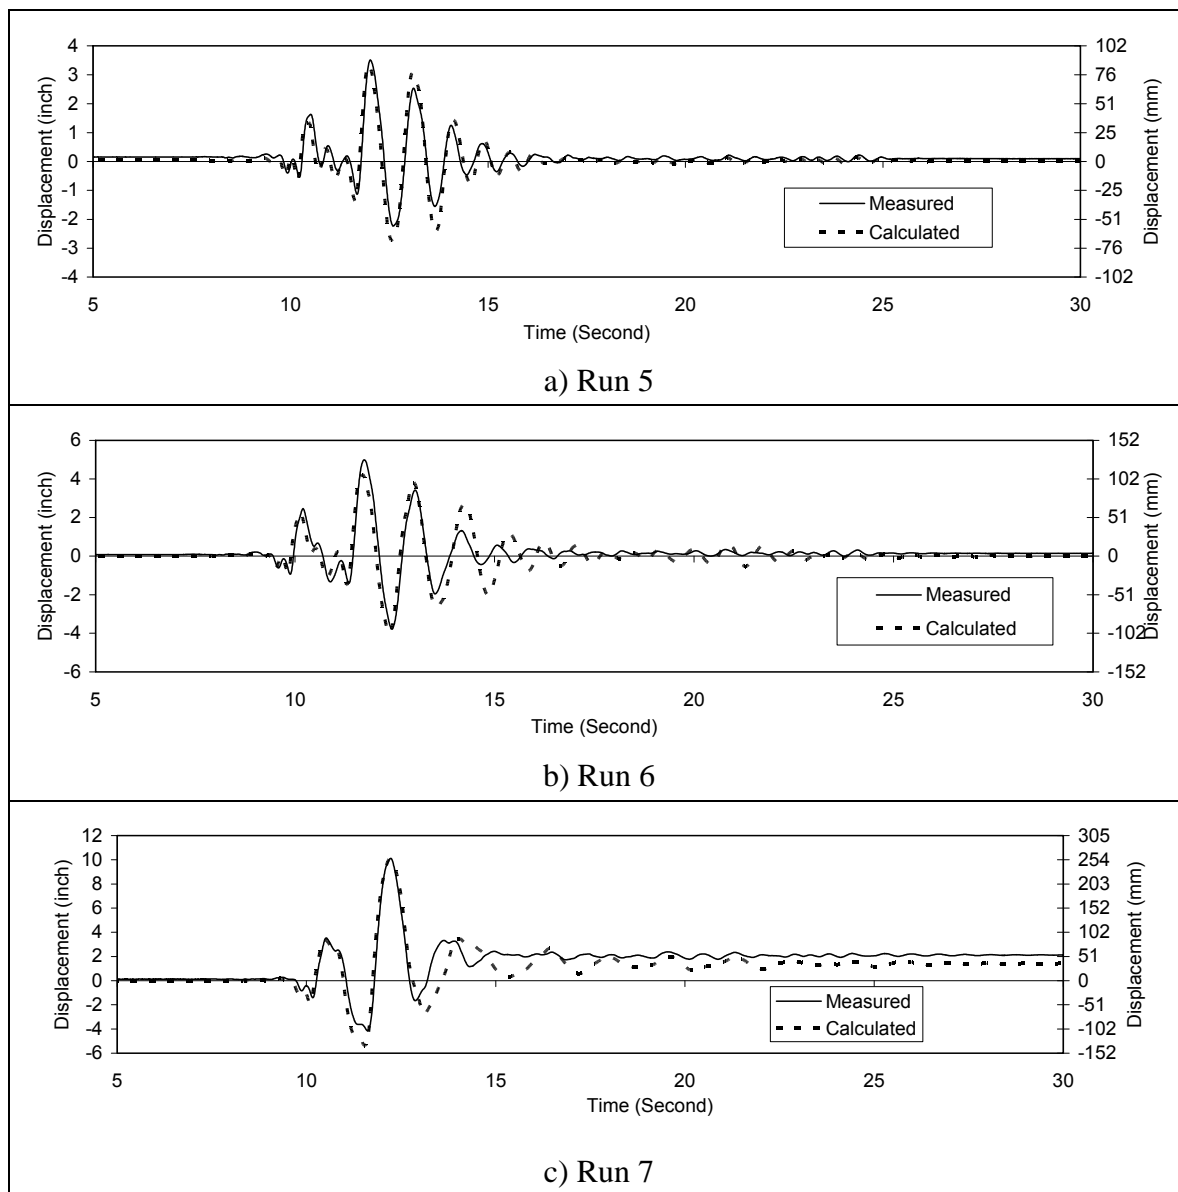 4
3
2
1
0
-1
-2
-3
-4
Displacement (inch)
102
76
51
25
0
-25
-51
-76
-102
Displacement (mm)
Measured
Calculated
5 10 15 20 25 30
Time (Second)
a) Run 5
6
4
2
0
-2
-4
-6
Displacement (inch)
152
102
51
0
-51
-102
-152
Displacement (mm)
Measured
Calculated
5 10 15 20 25 30
Time (Second)
b) Run 6
12
10
8
6
4
2
0
-2
-4
-6
Displacement (inch)
305
254
203
152
102
51
0
-51
-102
-152
Displacement (mm)
Measured
Calculated
5 10 15 20 25 30
Time (Second)
c) Run 7